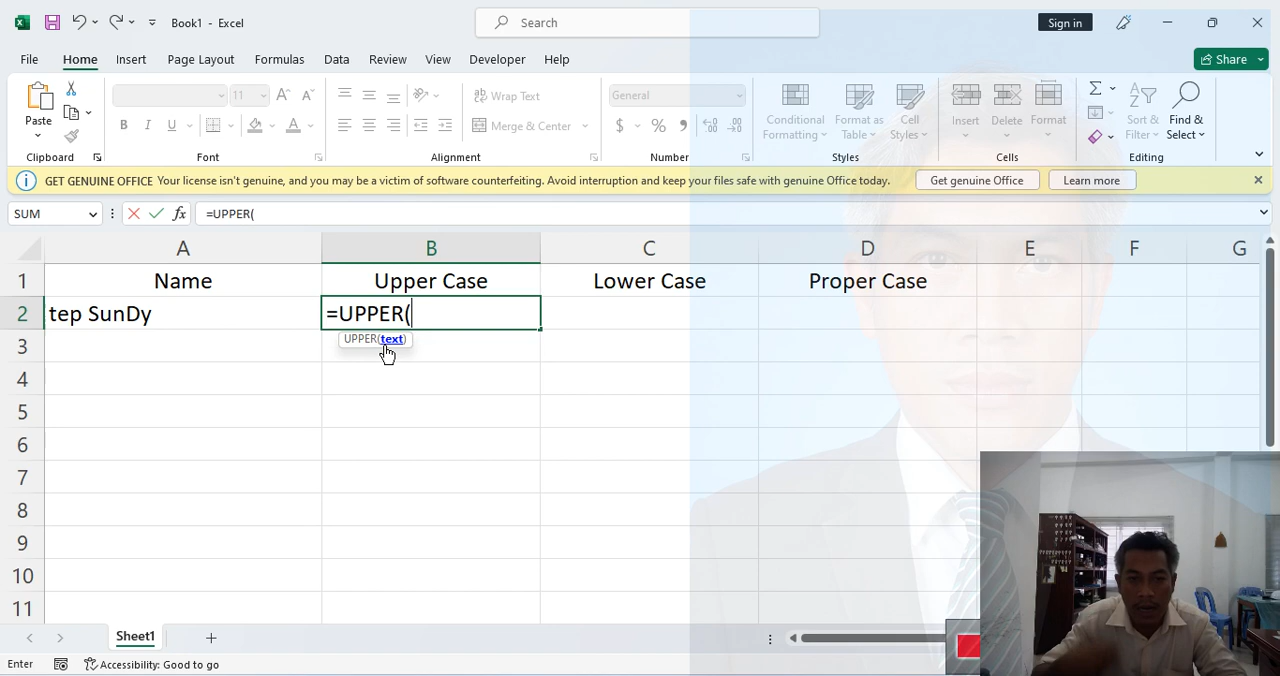 Book1 - Excel
Search
Sign in
File Home Insert Page Layout Formulas Data Review View Developer Help
Share
Paste
11
B I U
Wrap Text
Merge & Center
General
$ %
Conditional Formatting
Format as Table
Cell Styles
Insert
Delete
Format
Sort & Filter
Find & Select
Clipboard
Font
Alignment
Number
Styles
Cells
Editing
GET GENUINE OFFICE Your license isn't genuine, and you may be a victim of software counterfeiting. Avoid interruption and keep your files safe with genuine Office today.
Get genuine Office
Learn more
SUM
fx
=UPPER(
A B C D E F G
1 Name Upper Case Lower Case Proper Case
2 tep SunDy =UPPER(
UPPER(text)
3
4
5
6
7
8
9
10
11
Sheet1
Enter
Accessibility: Good to go